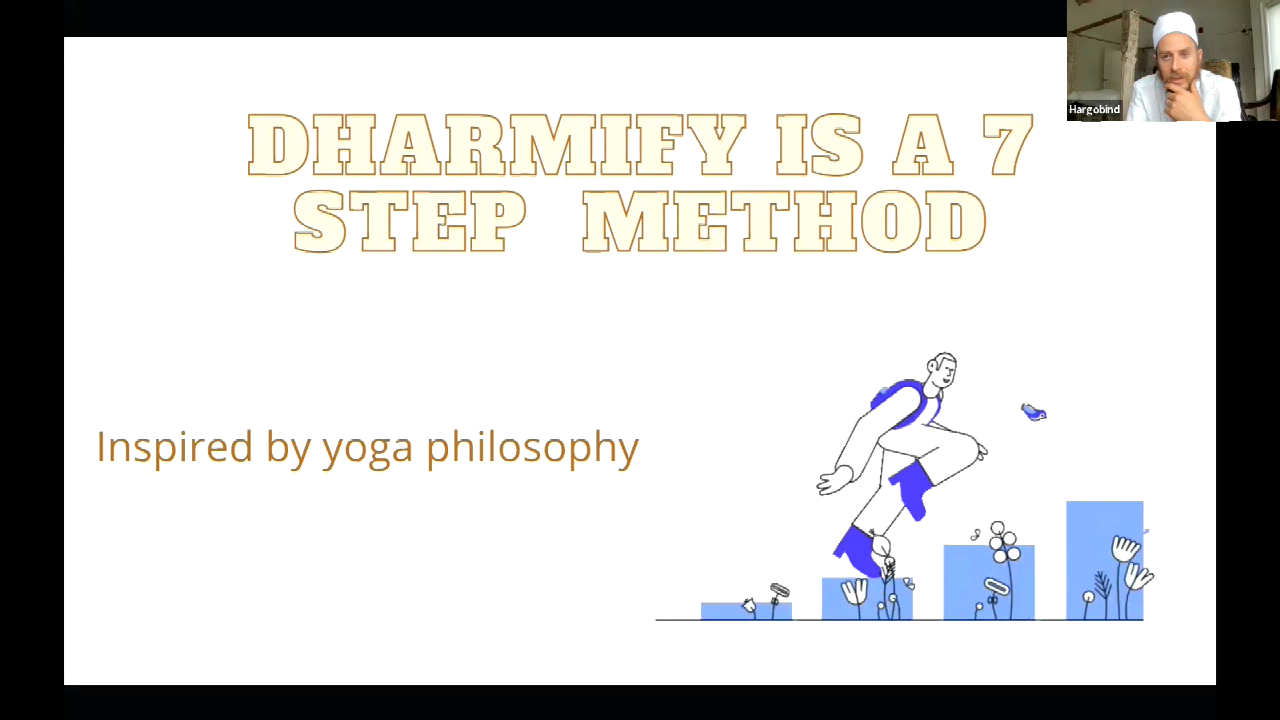 DHARMIFY IS A 7
STEP METHOD
Inspired by yoga philosophy
Hargobind